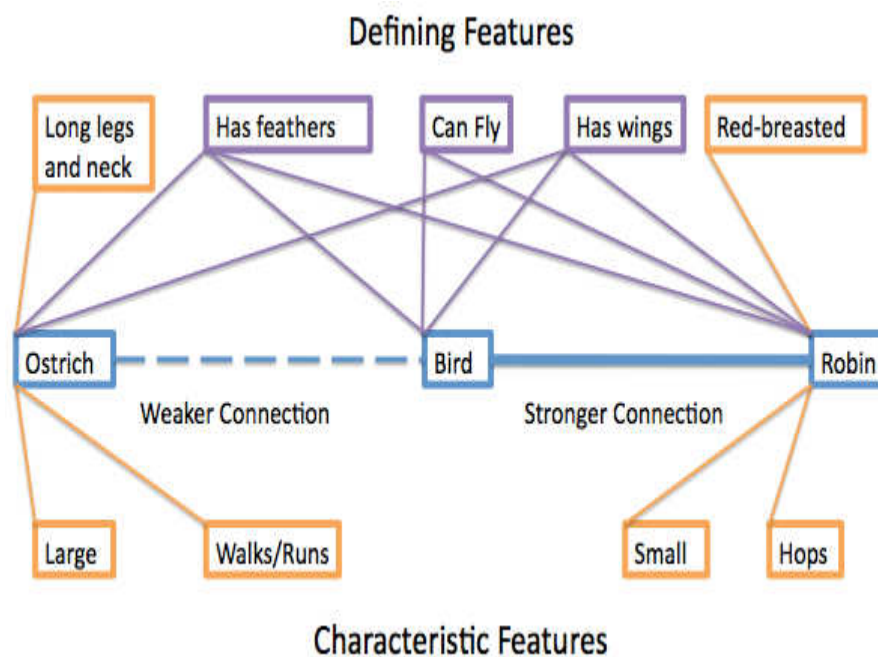 Defining Features
Long legs
and neck
Has feathers
Can Fly
Has wings
Red-breasted
Ostrich
Bird
Robin
Weaker Connection
Stronger Connection
Large
Walks/Runs
Small
Hops
Characteristic Features